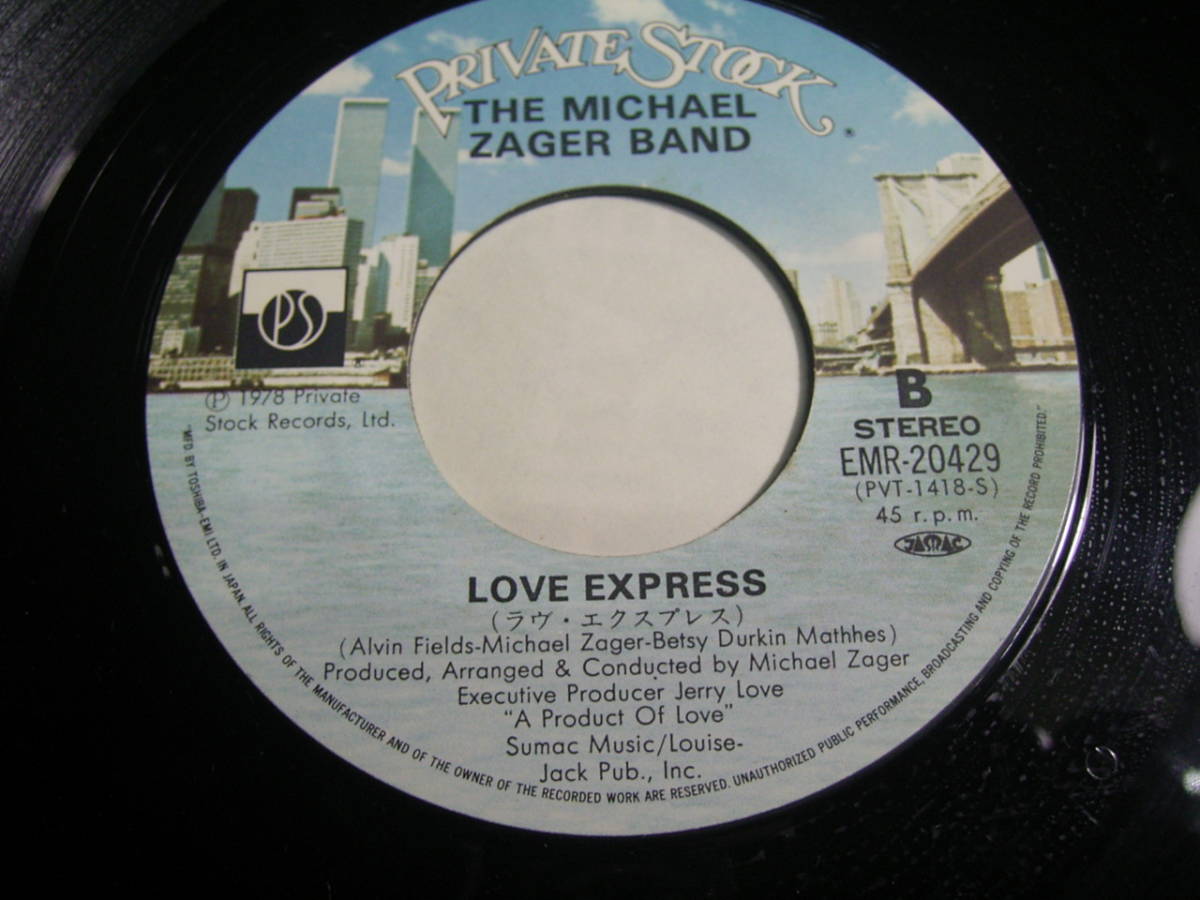 PRIVATE STOCK
THE MICHAEL
ZAGER BAND
PS
Ⓟ 1978 Private
Stock Records, Ltd.
B
STEREO
EMR-20429
(PVT-1418-S)
45 r.p.m.
JASRAC
LOVE EXPRESS
(ラヴ・エクスプレス)
(Alvin Fields-Michael Zager-Betsy Durkin Mathhes)
Produced, Arranged & Conducted by Michael Zager
Executive Producer Jerry Love
"A Product Of Love"
Sumac Music/Louise-
Jack Pub., Inc.
"MFD. BY TOSHIBA-EMI LTD. IN JAPAN. ALL RIGHTS OF THE MANUFACTURER AND OF THE OWNER OF THE RECORDED WORK ARE RESERVED. UNAUTHORIZED PUBLIC PERFORMANCE, BROADCASTING AND COPYING OF THE RECORD PROHIBITED."